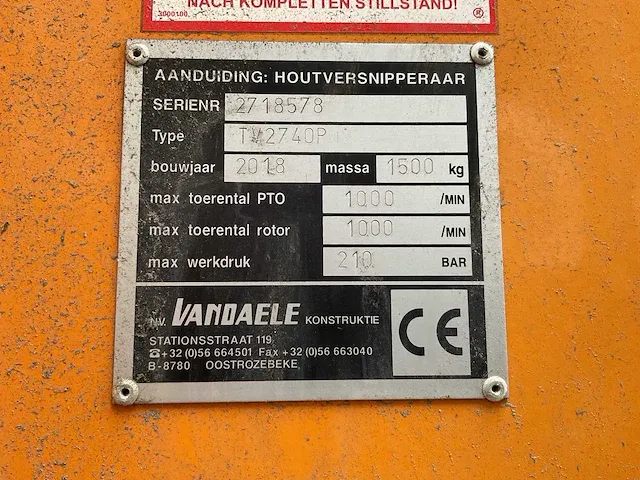 NACH KOMPLETTEN STILLSTAND!
3000100
®
AANDUIDING: HOUTVERSNIPPERAAR
SERIENR 2718578
Type TV2740P
bouwjaar 2018 massa 1500 kg
max toerental PTO 1000 /MIN
max toerental rotor 1000 /MIN
max werkdruk 210 BAR
N.V. VANDAELE KONSTRUKTIE
STATIONSSTRAAT 119
☎+32 (0)56 664501 Fax +32 (0)56 663040
B-8780 OOSTROZEBEKE
CE